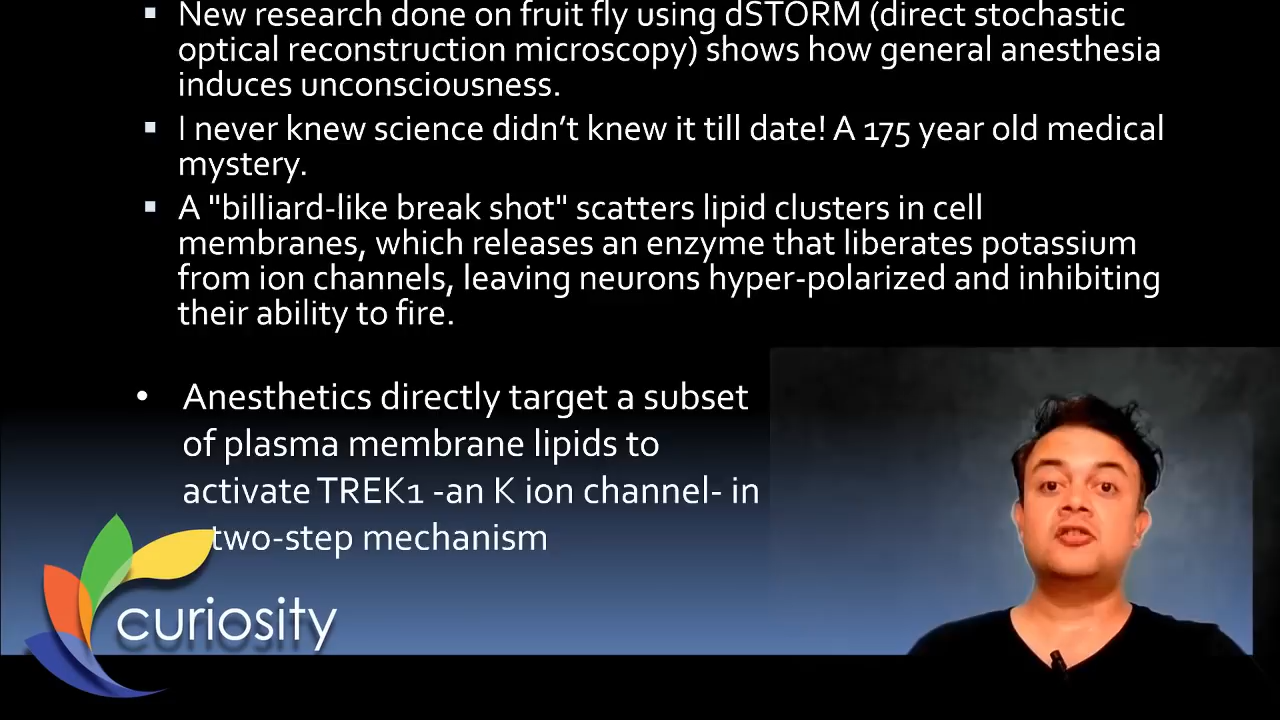 ▪ New research done on fruit fly using dSTORM (direct stochastic
optical reconstruction microscopy) shows how general anesthesia
induces unconsciousness.
▪ I never knew science didn’t knew it till date! A 175 year old medical
mystery.
▪ A "billiard-like break shot" scatters lipid clusters in cell
membranes, which releases an enzyme that liberates potassium
from ion channels, leaving neurons hyper-polarized and inhibiting
their ability to fire.
• Anesthetics directly target a subset
of plasma membrane lipids to
activate TREK1 -an K ion channel- in
two-step mechanism
curiosity